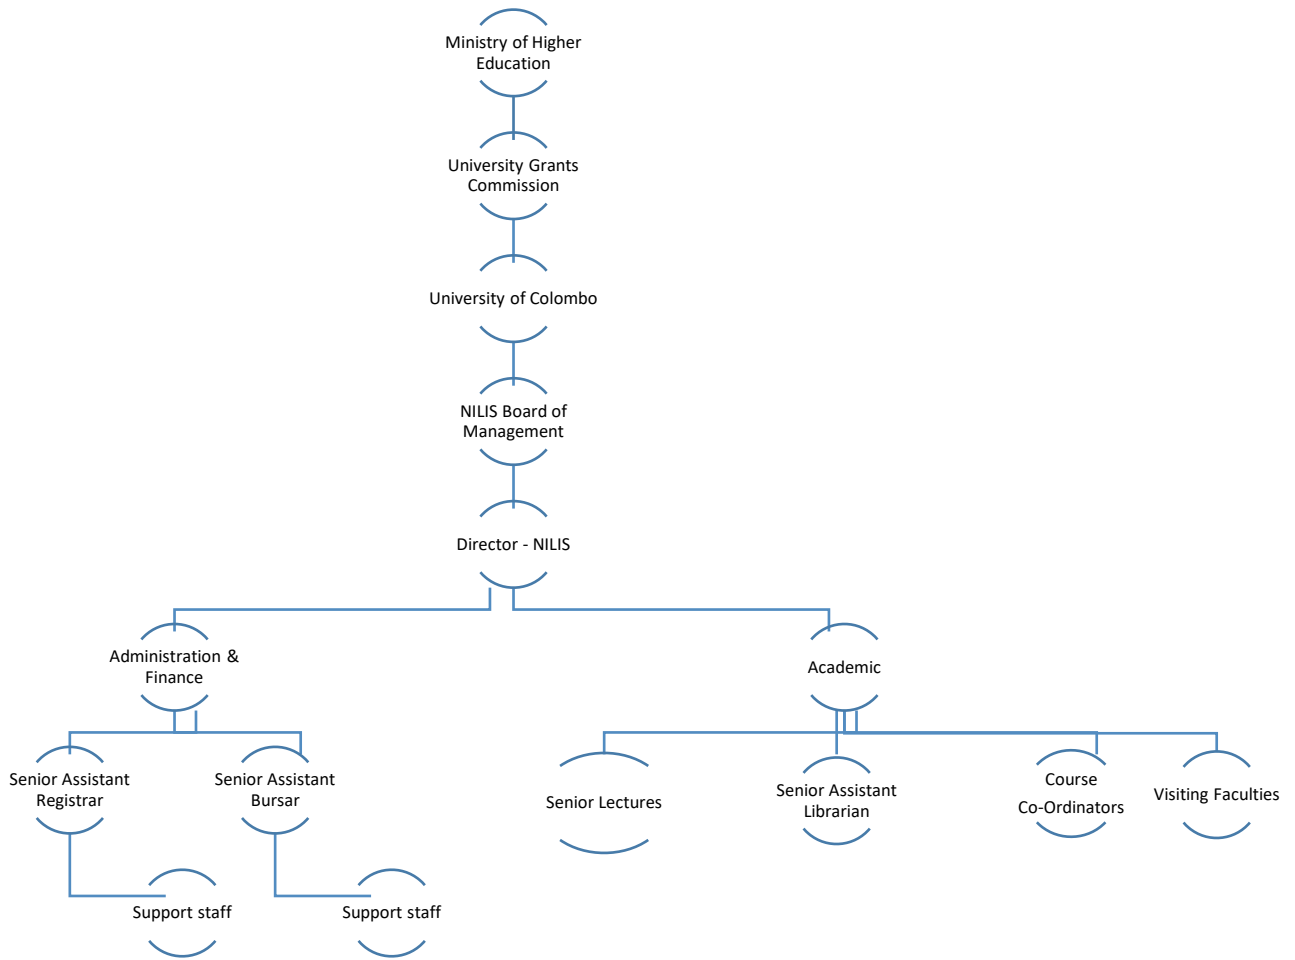 Ministry of Higher
Education
University Grants
Commission
University of Colombo
NILIS Board of
Management
Director - NILIS
Administration &
Finance
Academic
Senior Assistant
Registrar
Senior Assistant
Bursar
Senior Lectures
Senior Assistant
Librarian
Course
Co-Ordinators
Visiting Faculties
Support staff
Support staff